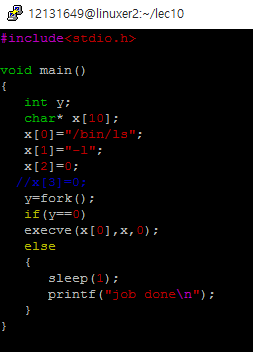 12131649@linuxer2:~/lec10
#include<stdio.h>
void main()
{
int y;
char* x[10];
x[0]="/bin/ls";
x[1]="-l";
x[2]=0;
//x[3]=0;
y=fork();
if(y==0)
execve(x[0],x,0);
else
{
sleep(1);
printf("job done\n");
}
}